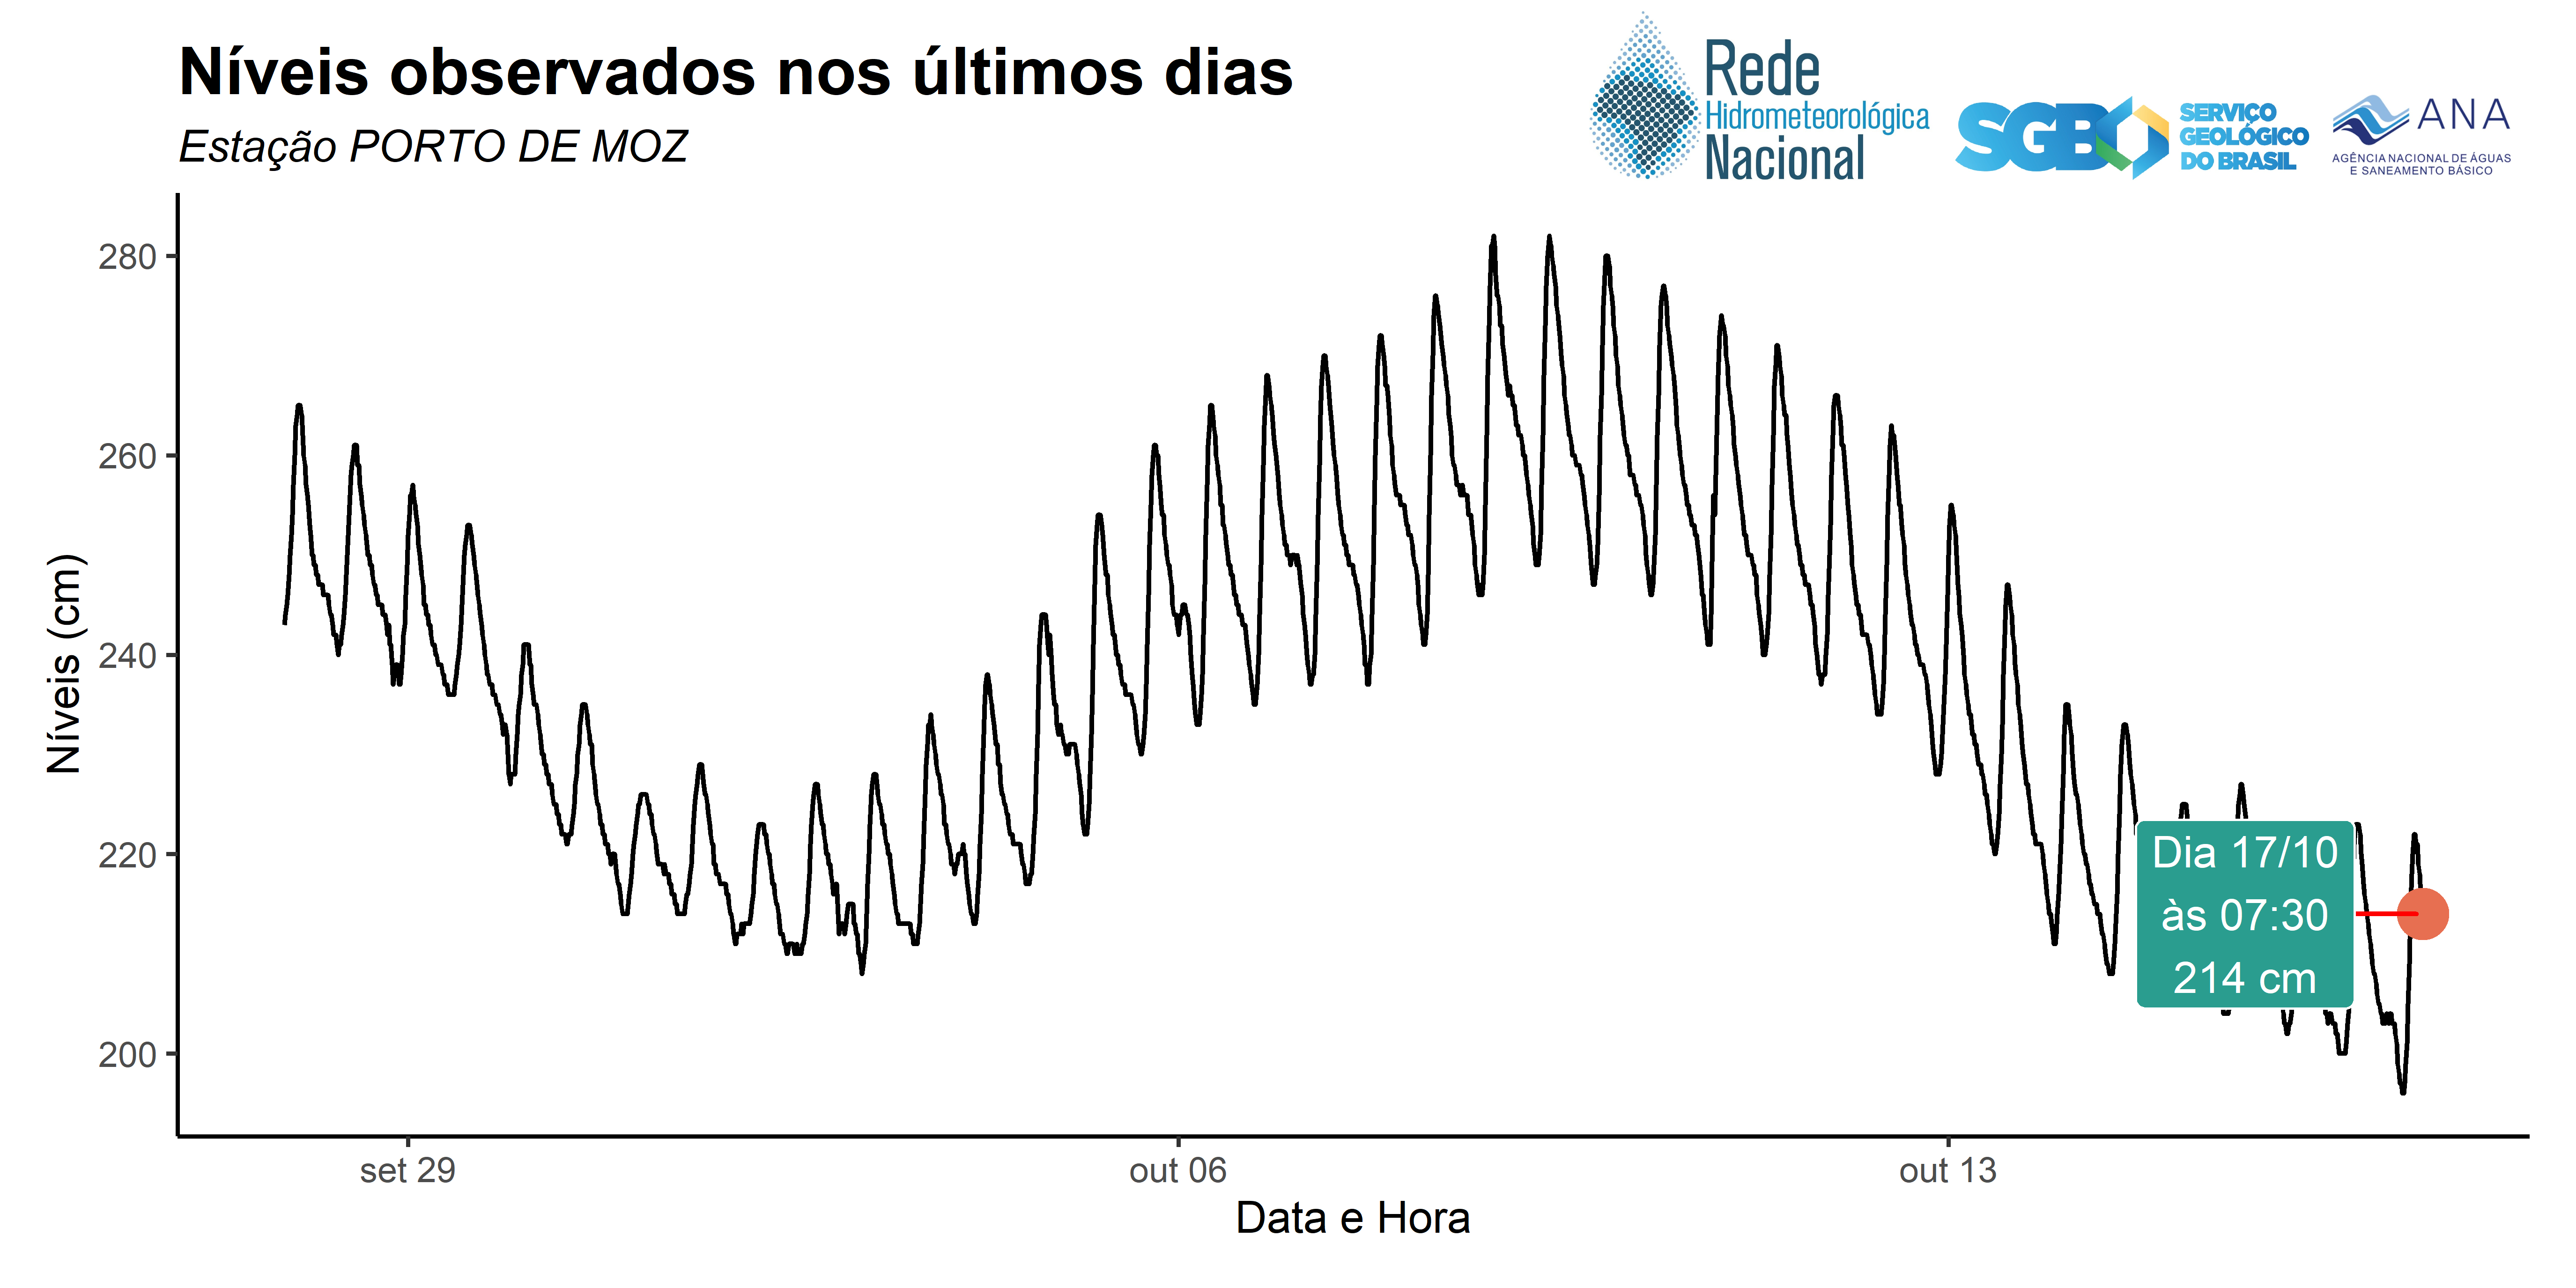 Níveis observados nos últimos dias
Estação PORTO DE MOZ
Rede
Hidrometeorológica
Nacional
SGB
SERVIÇO
GEOLÓGICO
DO BRASIL
ANA
AGÊNCIA NACIONAL DE ÁGUAS
E SANEAMENTO BÁSICO
Níveis (cm)
280
260
240
220
200
Dia 17/10
às 07:30
214 cm
set 29
out 06
out 13
Data e Hora